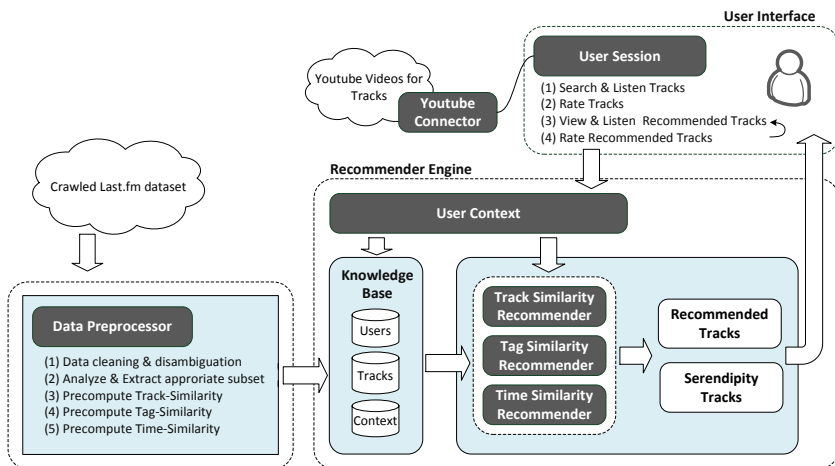 User Interface
User Session
(1) Search & Listen Tracks
(2) Rate Tracks
(3) View & Listen Recommended Tracks
(4) Rate Recommended Tracks
Youtube Videos for
Tracks
Youtube
Connector
Crawled Last.fm dataset
Recommender Engine
User Context
Data Preprocessor
(1) Data cleaning & disambiguation
(2) Analyze & Extract approriate subset
(3) Precompute Track-Similarity
(4) Precompute Tag-Similarity
(5) Precompute Time-Similarity
Knowledge
Base
Users
Tracks
Context
Track Similarity
Recommender
Tag Similarity
Recommender
Time Similarity
Recommender
Recommended
Tracks
Serendipity
Tracks